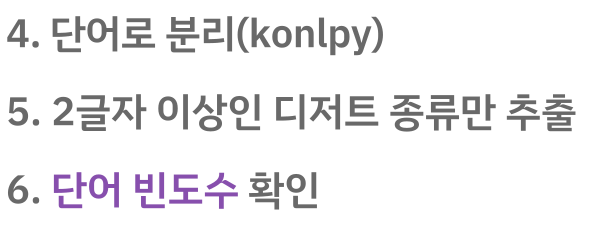 4. 단어로 분리(konlpy)
5. 2글자 이상인 디저트 종류만 추출
6. 단어 빈도수 확인